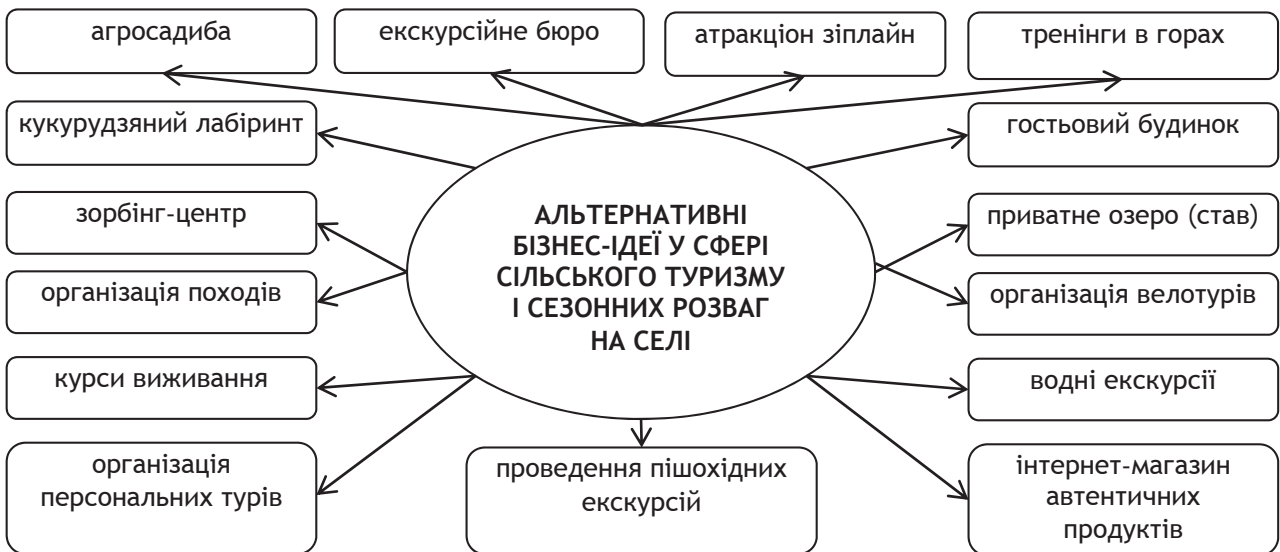 агросадиба
екскурсійне бюро
атракціон зіплайн
тренінги в горах
кукурудзяний лабіринт
гостьовий будинок
зорбінг-центр
АЛЬТЕРНАТИВНІ
БІЗНЕС-ІДЕЇ У СФЕРІ
СІЛЬСЬКОГО ТУРИЗМУ
І СЕЗОННИХ РОЗВАГ
НА СЕЛІ
приватне озеро (став)
організація походів
організація велотурів
курси виживання
водні екскурсії
організація
персональних турів
проведення пішохідних
екскурсій
інтернет-магазин
автентичних
продуктів